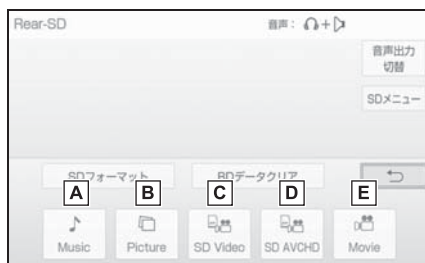 Rear-SD
音声：
音声出力
切替
SDメニュー
SDフォーマット
BDデータクリア
A
B
C
D
E
Music
Picture
SD Video
SD AVCHD
Movie